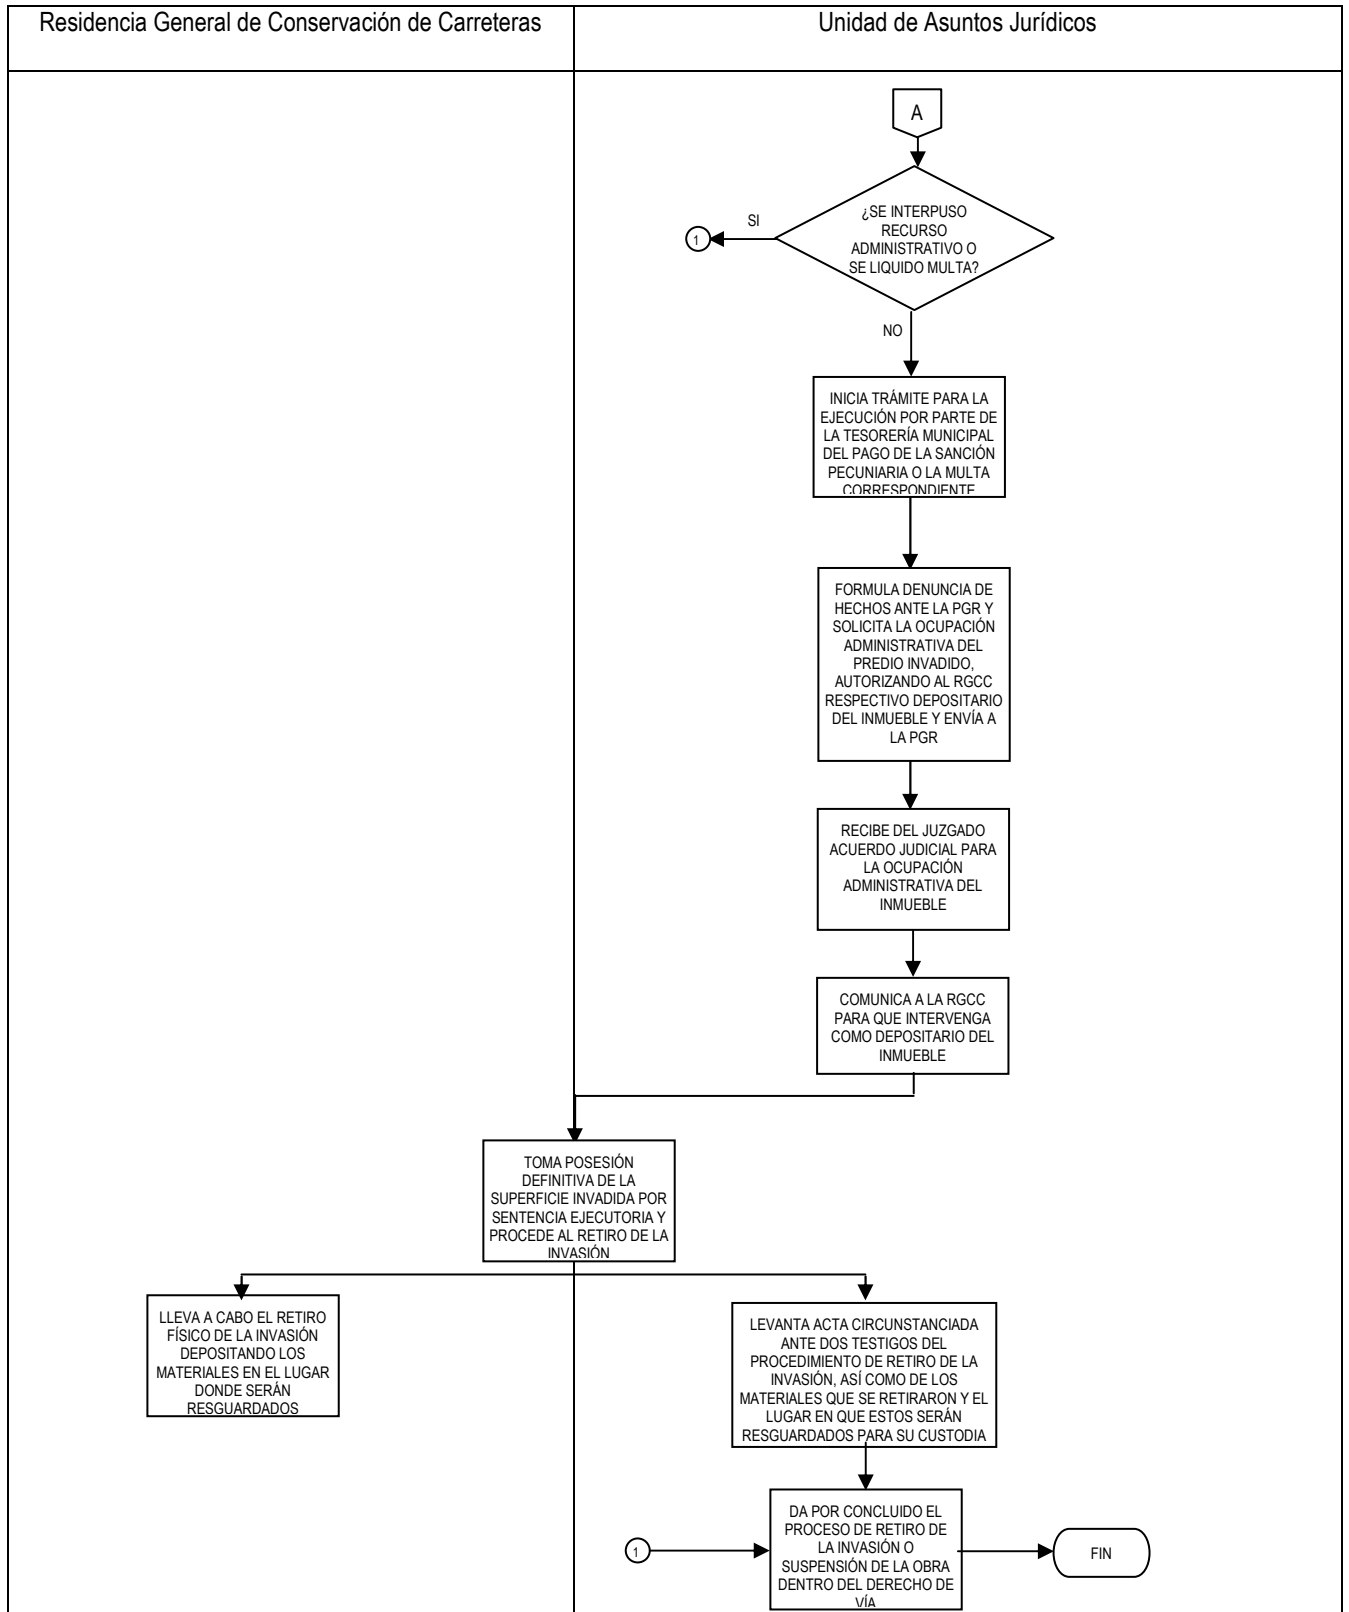 Residencia General de Conservación de Carreteras
Unidad de Asuntos Jurídicos
A
¿SE INTERPUSO
RECURSO
ADMINISTRATIVO O
SE LIQUIDO MULTA?
SI
1
NO
INICIA TRÁMITE PARA LA
EJECUCIÓN POR PARTE DE
LA TESORERÍA MUNICIPAL
DEL PAGO DE LA SANCIÓN
PECUNIARIA O LA MULTA
CORRESPONDIENTE
FORMULA DENUNCIA DE
HECHOS ANTE LA PGR Y
SOLICITA LA OCUPACIÓN
ADMINISTRATIVA DEL
PREDIO INVADIDO,
AUTORIZANDO AL RGCC
RESPECTIVO DEPOSITARIO
DEL INMUEBLE Y ENVÍA A
LA PGR
RECIBE DEL JUZGADO
ACUERDO JUDICIAL PARA
LA OCUPACIÓN
ADMINISTRATIVA DEL
INMUEBLE
COMUNICA A LA RGCC
PARA QUE INTERVENGA
COMO DEPOSITARIO DEL
INMUEBLE
TOMA POSESIÓN
DEFINITIVA DE LA
SUPERFICIE INVADIDA POR
SENTENCIA EJECUTORIA Y
PROCEDE AL RETIRO DE LA
INVASIÓN
LLEVA A CABO EL RETIRO
FÍSICO DE LA INVASIÓN
DEPOSITANDO LOS
MATERIALES EN EL LUGAR
DONDE SERÁN
RESGUARDADOS
LEVANTA ACTA CIRCUNSTANCIADA
ANTE DOS TESTIGOS DEL
PROCEDIMIENTO DE RETIRO DE LA
INVASIÓN, ASÍ COMO DE LOS
MATERIALES QUE SE RETIRARON Y EL
LUGAR EN QUE ESTOS SERÁN
RESGUARDADOS PARA SU CUSTODIA
1
DA POR CONCLUIDO EL
PROCESO DE RETIRO DE
LA INVASIÓN O
SUSPENSIÓN DE LA OBRA
DENTRO DEL DERECHO DE
VÍA
FIN